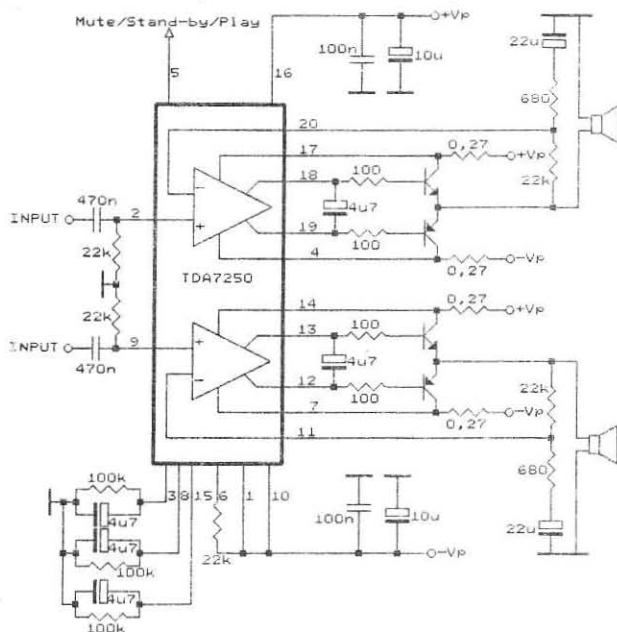 Mute/Stand-by/Play
+Vp
100n
10u
22u
5
16
680
20
17
0,27
+Vp
18
100
22k
470n
4u7
INPUT
2
19
100
22k
4
-Vp
TDA7250
0,27
0,27
14
+Vp
22k
13
100
INPUT
9
4u7
470n
12
100
22k
7
-Vp
11
0,27
100k
680
3
8
15
6
1
10
4u7
100n
10u
22u
4u7
22k
-Vp
100k
4u7
100k